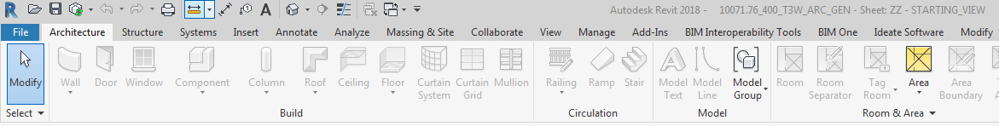 Autodesk Revit 2018 - 10071.76_400_T3W_ARC_GEN - Sheet: ZZ - STARTING_VIEW
File Architecture Structure Systems Insert Annotate Analyze Massing & Site Collaborate View Manage Add-Ins BIM Interoperability Tools BIM One Ideate Software Modify
Modify Wall Door Window Component Column Roof Ceiling Floor Curtain System Curtain Grid Mullion Railing Ramp Stair Model Text Model Line Model Group Room Room Separator Tag Room Area Area Boundary
Select Build Circulation Model Room & Area